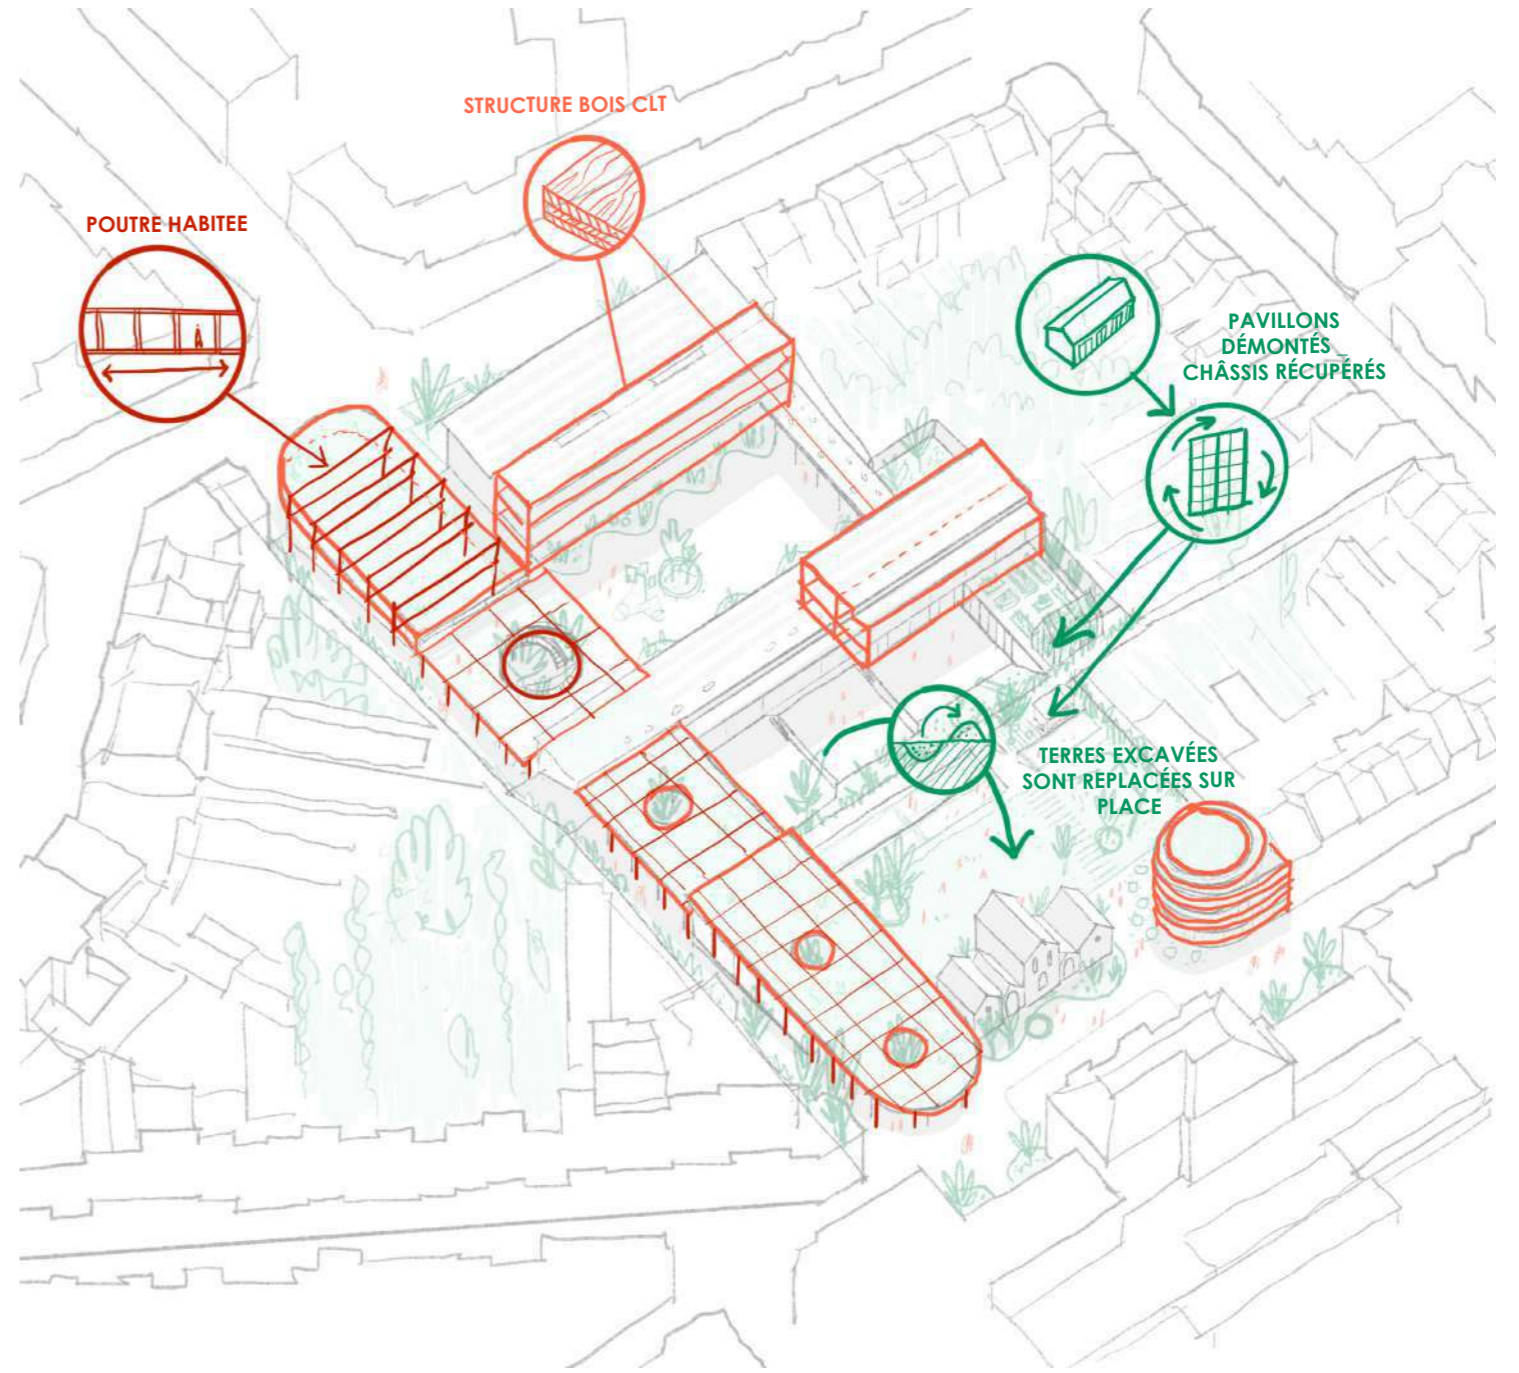 STRUCTURE BOIS CLT
POUTRE HABITEE
PAVILLONS
DÉMONTÉS
CHÂSSIS RÉCUPÉRÉS
TERRES EXCAVÉES
SONT REPLACÉES SUR
PLACE